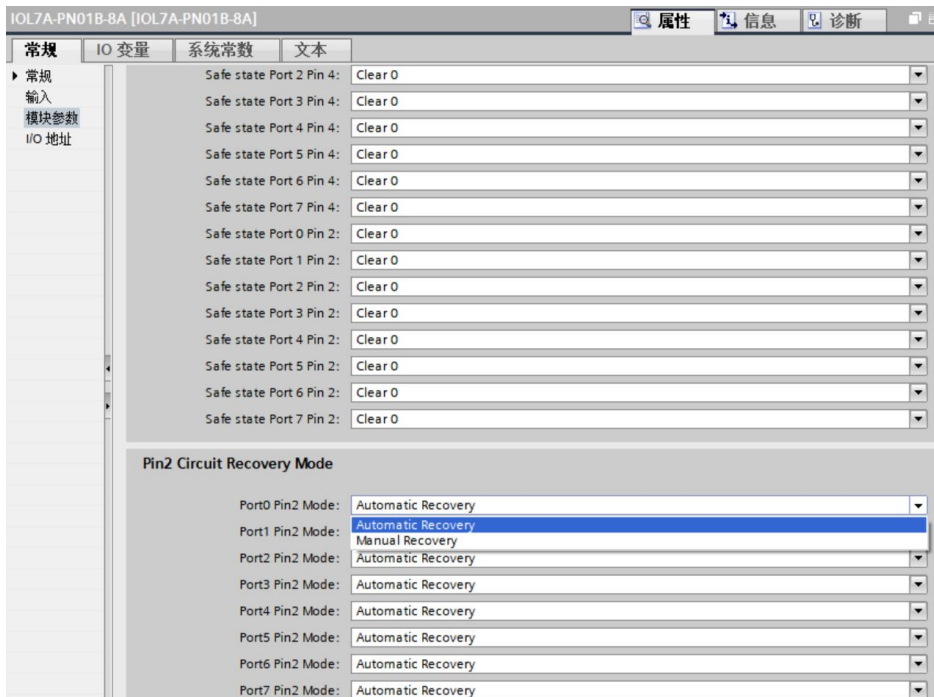 IOL7A-PN01B-8A [IOL7A-PN01B-8A]
属性
信息
诊断
常规
IO 变量
系统常数
文本
常规
输入
模块参数
I/O 地址
Safe state Port 2 Pin 4: Clear 0
Safe state Port 3 Pin 4: Clear 0
Safe state Port 4 Pin 4: Clear 0
Safe state Port 5 Pin 4: Clear 0
Safe state Port 6 Pin 4: Clear 0
Safe state Port 7 Pin 4: Clear 0
Safe state Port 0 Pin 2: Clear 0
Safe state Port 1 Pin 2: Clear 0
Safe state Port 2 Pin 2: Clear 0
Safe state Port 3 Pin 2: Clear 0
Safe state Port 4 Pin 2: Clear 0
Safe state Port 5 Pin 2: Clear 0
Safe state Port 6 Pin 2: Clear 0
Safe state Port 7 Pin 2: Clear 0
Pin2 Circuit Recovery Mode
Port0 Pin2 Mode: Automatic Recovery
Port1 Pin2 Mode: Automatic Recovery
Manual Recovery
Port2 Pin2 Mode: Automatic Recovery
Port3 Pin2 Mode: Automatic Recovery
Port4 Pin2 Mode: Automatic Recovery
Port5 Pin2 Mode: Automatic Recovery
Port6 Pin2 Mode: Automatic Recovery
Port7 Pin2 Mode: Automatic Recovery